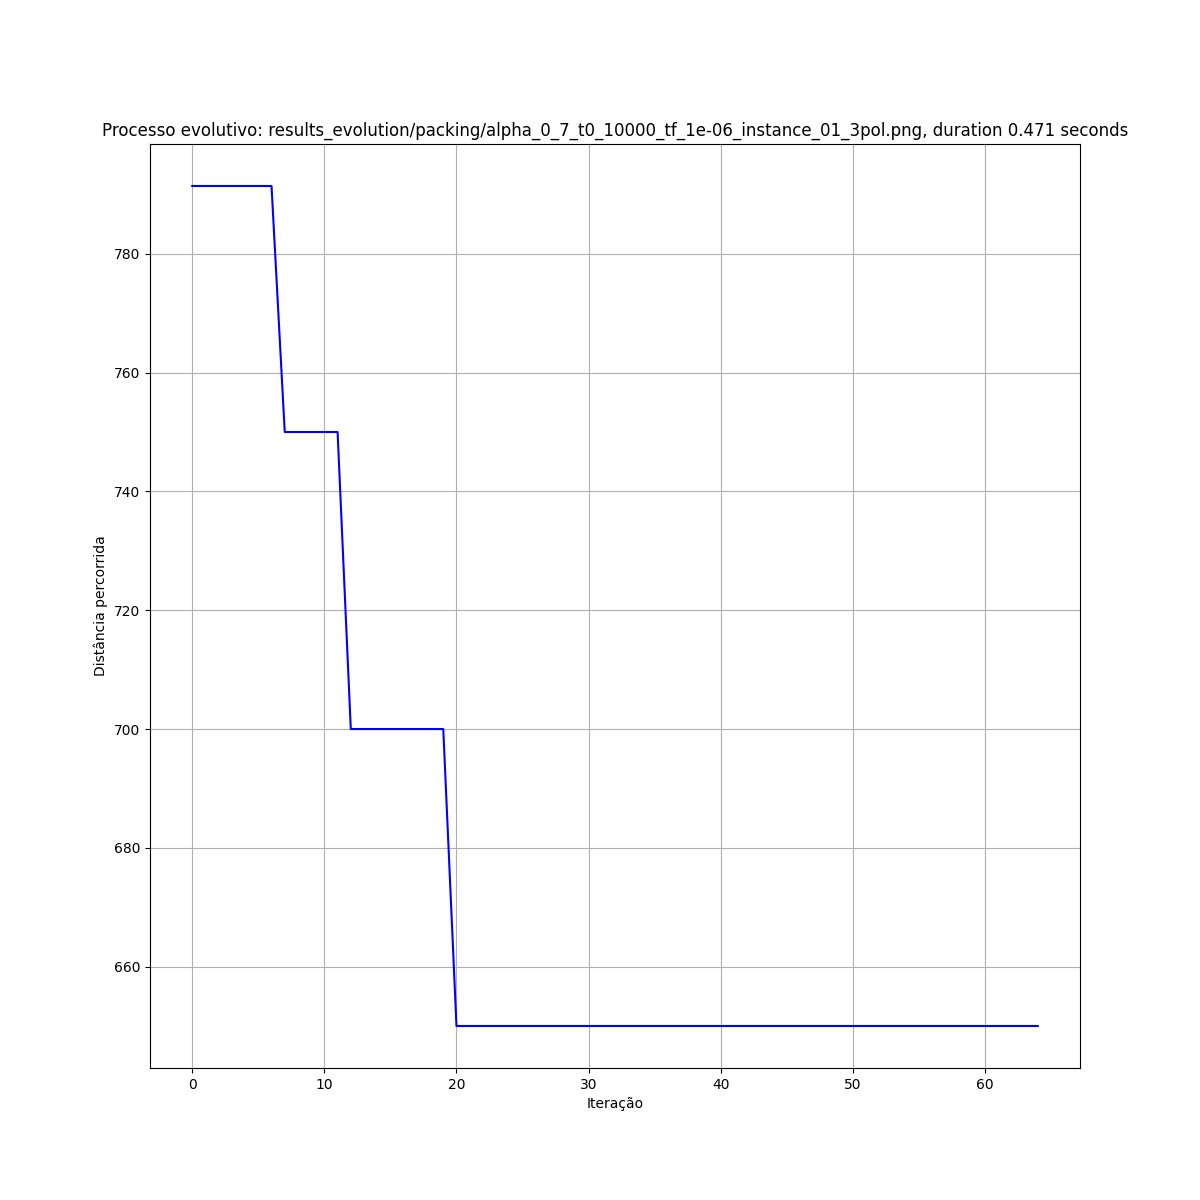 Processo evolutivo: results_evolution/packing/alpha_0_7_t0_10000_tf_1e-06_instance_01_3pol.png, duration 0.471 seconds
780
760
740
720
700
680
660
Distância percorrida
0 10 20 30 40 50 60
Iteração